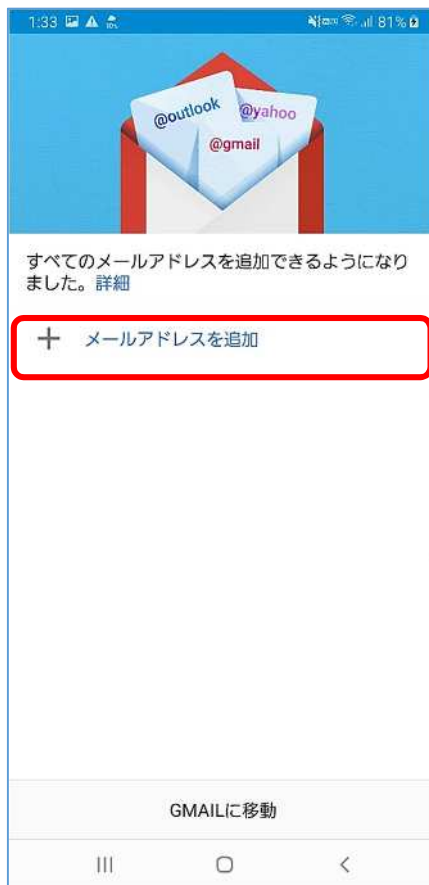 1:33 81%
@outlook @yahoo
@gmail
すべてのメールアドレスを追加できるようになり
ました。詳細
メールアドレスを追加
GMAILに移動